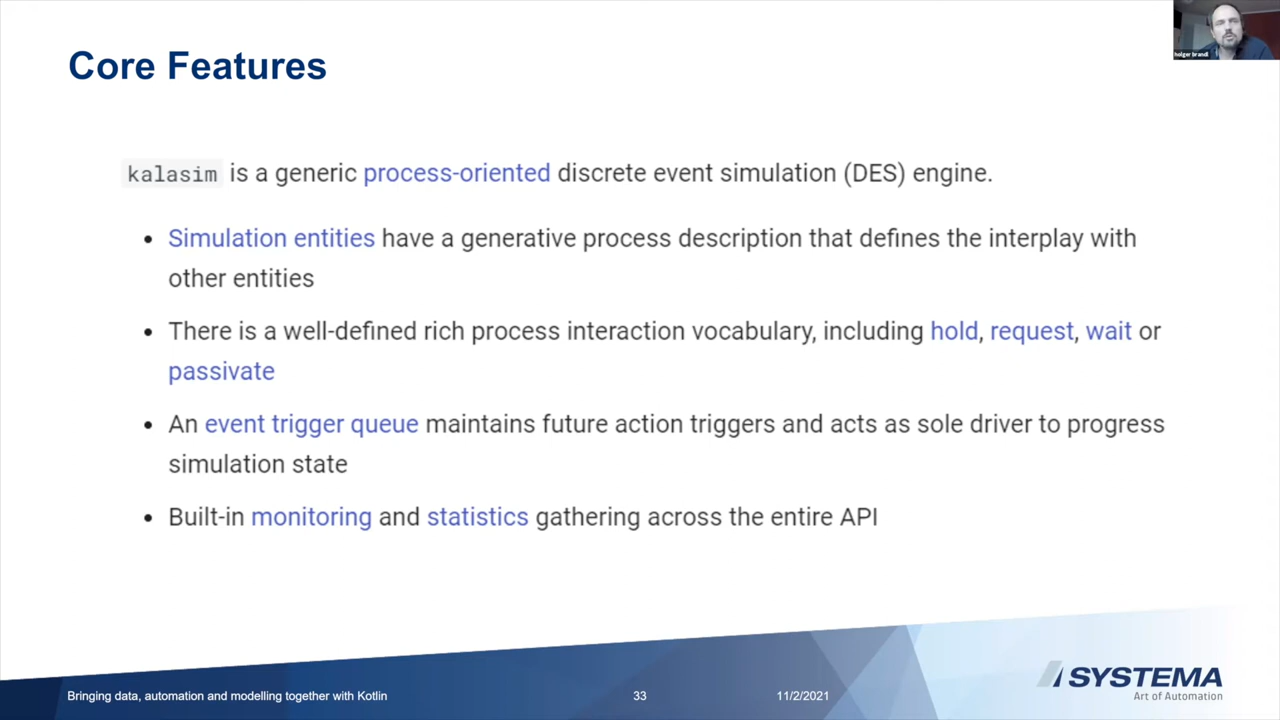 holger brandl
Core Features
kalasim is a generic process-oriented discrete event simulation (DES) engine.
• Simulation entities have a generative process description that defines the interplay with
other entities
• There is a well-defined rich process interaction vocabulary, including hold, request, wait or
passivate
• An event trigger queue maintains future action triggers and acts as sole driver to progress
simulation state
• Built-in monitoring and statistics gathering across the entire API
SYSTEMA
Art of Automation
Bringing data, automation and modelling together with Kotlin
33
11/2/2021